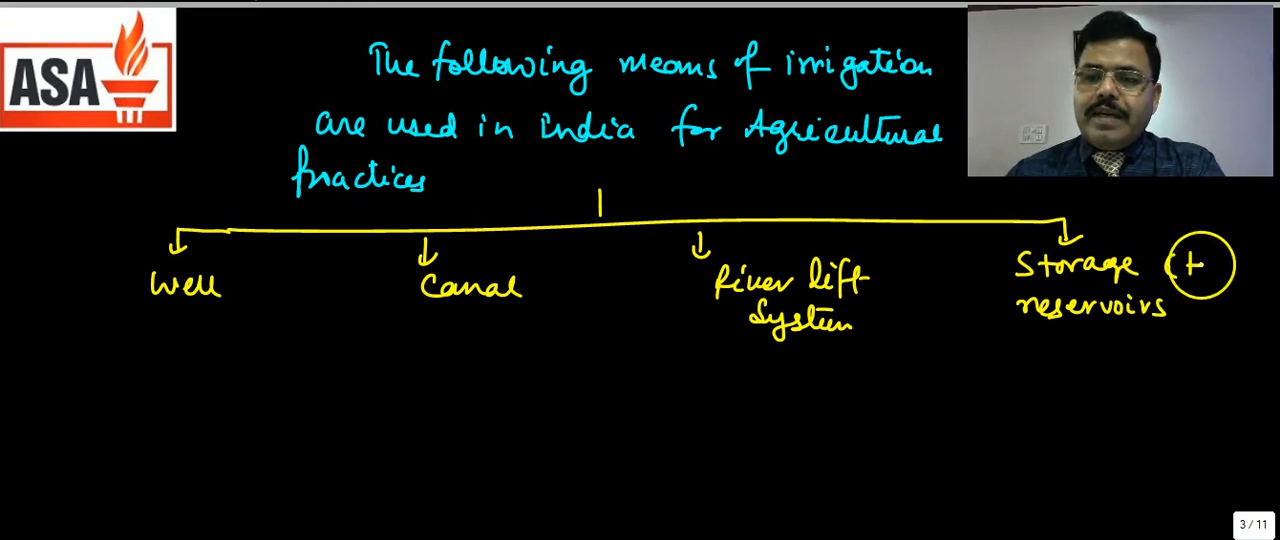 ASA
The following means of irrigation
are used in india for Agricultural
Practices
Well
Canal
River lift
System
Storage (t
reservoirs
3 / 11